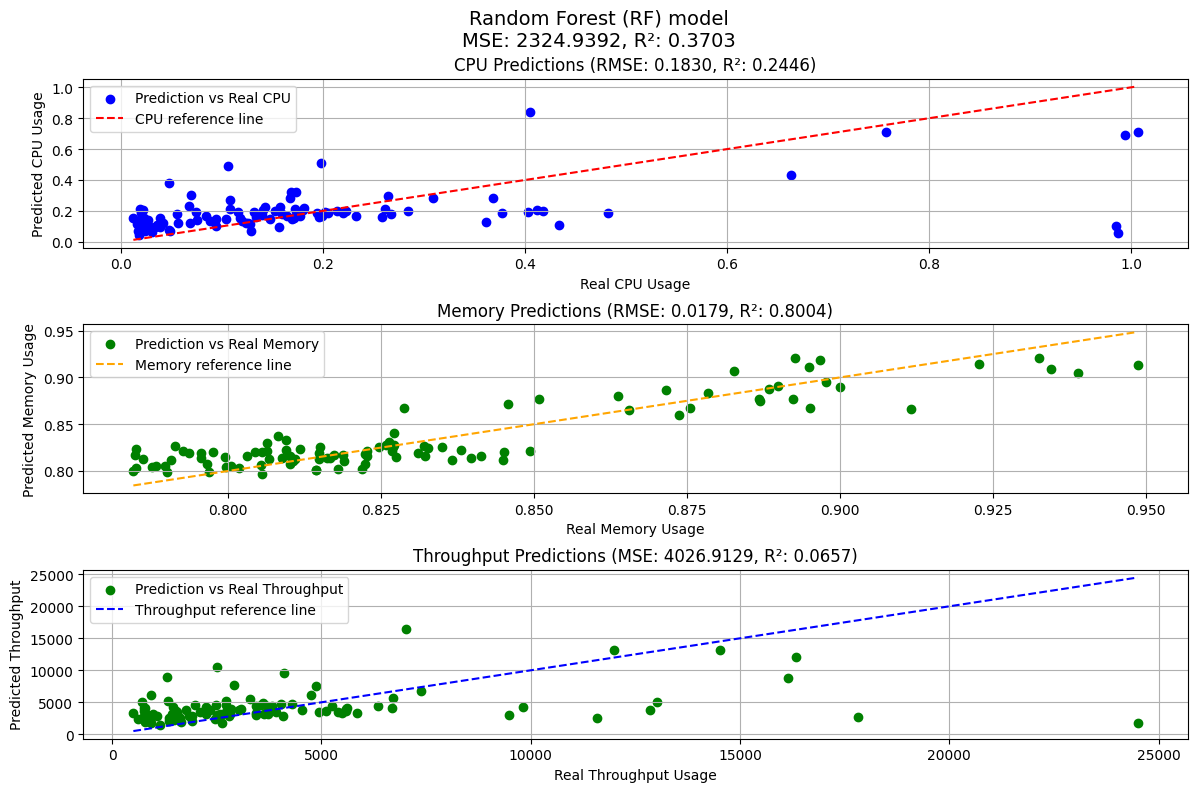 Random Forest (RF) model
MSE: 2324.9392, R²: 0.3703
CPU Predictions (RMSE: 0.1830, R²: 0.2446)
Predicted CPU Usage
1.0
0.8
0.6
0.4
0.2
0.0
Prediction vs Real CPU
CPU reference line
0.0 0.2 0.4 0.6 0.8 1.0
Real CPU Usage
Memory Predictions (RMSE: 0.0179, R²: 0.8004)
Predicted Memory Usage
0.95
0.90
0.85
0.80
Prediction vs Real Memory
Memory reference line
0.800 0.825 0.850 0.875 0.900 0.925 0.950
Real Memory Usage
Throughput Predictions (MSE: 4026.9129, R²: 0.0657)
Predicted Throughput
25000
20000
15000
10000
5000
0
Prediction vs Real Throughput
Throughput reference line
0 5000 10000 15000 20000 25000
Real Throughput Usage